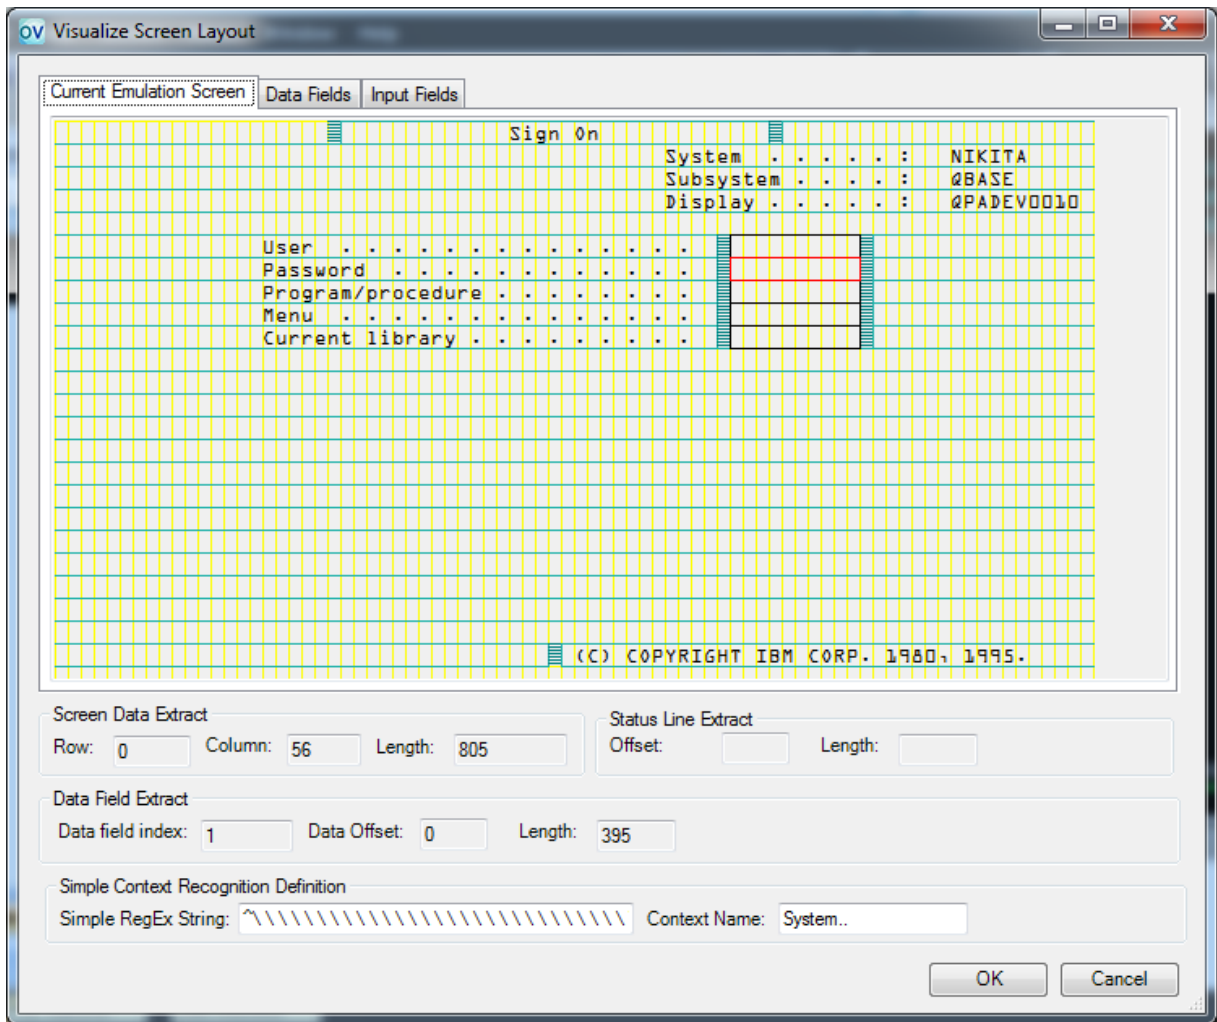 OV Visualize Screen Layout
Current Emulation Screen Data Fields Input Fields
Sign On
System . . . . . : NIKITA
Subsystem . . . . : QBASE
Display . . . . . : QPADEV0010
User . . . . . . . . . . . . . .
Password . . . . . . . . . . . .
Program/procedure . . . . . . . .
Menu . . . . . . . . . . . . . .
Current library . . . . . . . . .
(C) COPYRIGHT IBM CORP. 1980, 1995.
Screen Data Extract
Row: 0 Column: 56 Length: 805
Status Line Extract
Offset: Length:
Data Field Extract
Data field index: 1 Data Offset: 0 Length: 395
Simple Context Recognition Definition
Simple RegEx String: ^\\\\\\\\\\\\\\\\\\\\\\\\\\\\\\ Context Name: System..
OK Cancel